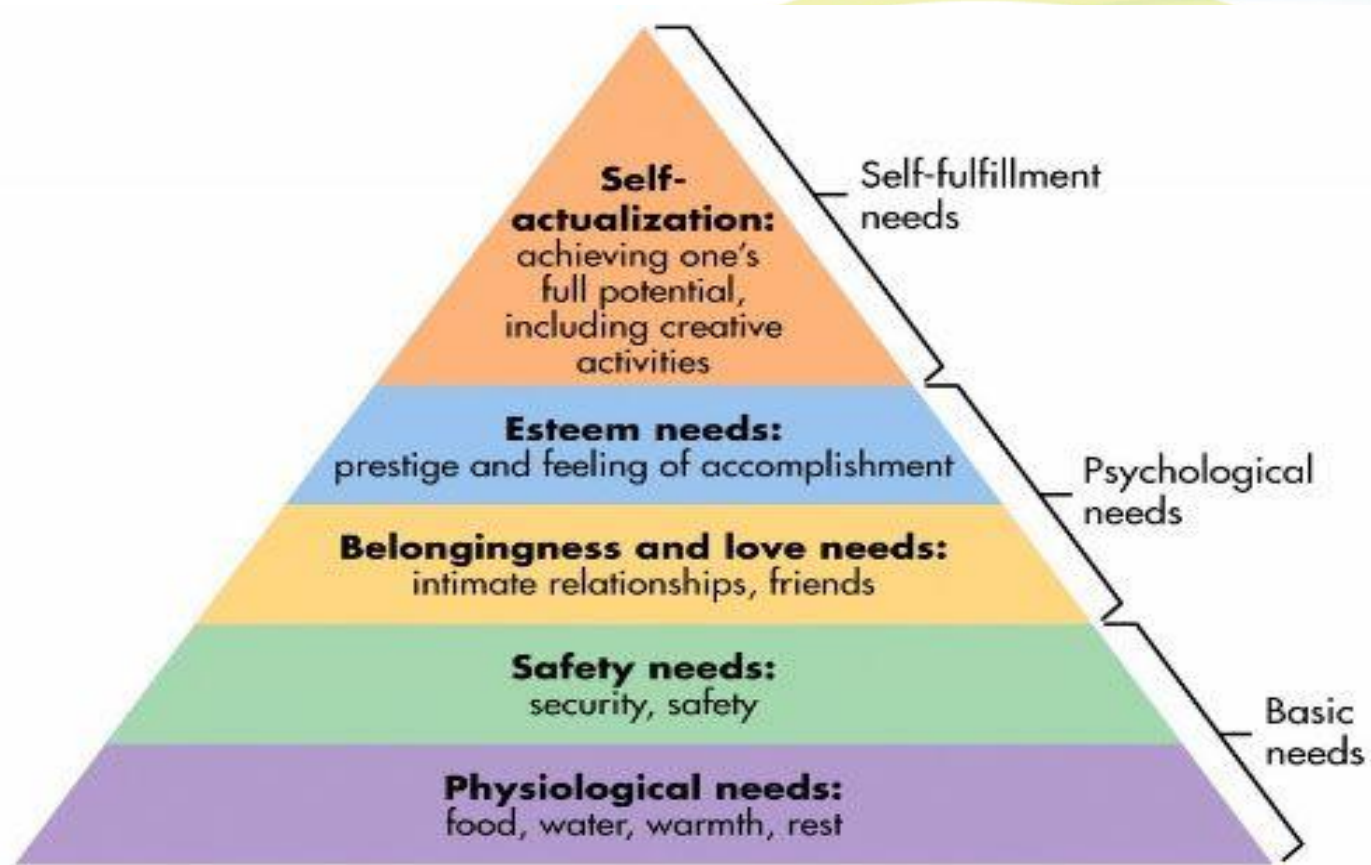 Self-
actualization:
achieving one's
full potential,
including creative
activities
Self-fulfillment
needs
Esteem needs:
prestige and feeling of accomplishment
Psychological
needs
Belongingness and love needs:
intimate relationships, friends
Safety needs:
security, safety
Basic
needs
Physiological needs:
food, water, warmth, rest